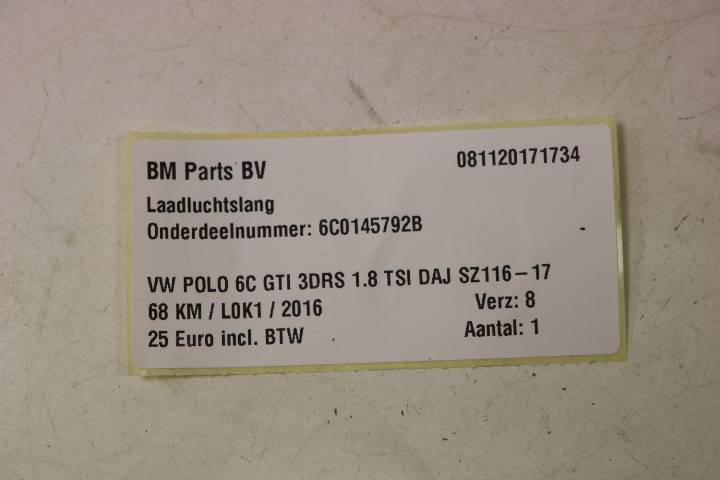 BM Parts BV 081120171734
Laadluchtslang
Onderdeelnummer: 6C0145792B
VW POLO 6C GTI 3DRS 1.8 TSI DAJ SZ116-17
68 KM / L0K1 / 2016 Verz: 8
25 Euro incl. BTW Aantal: 1